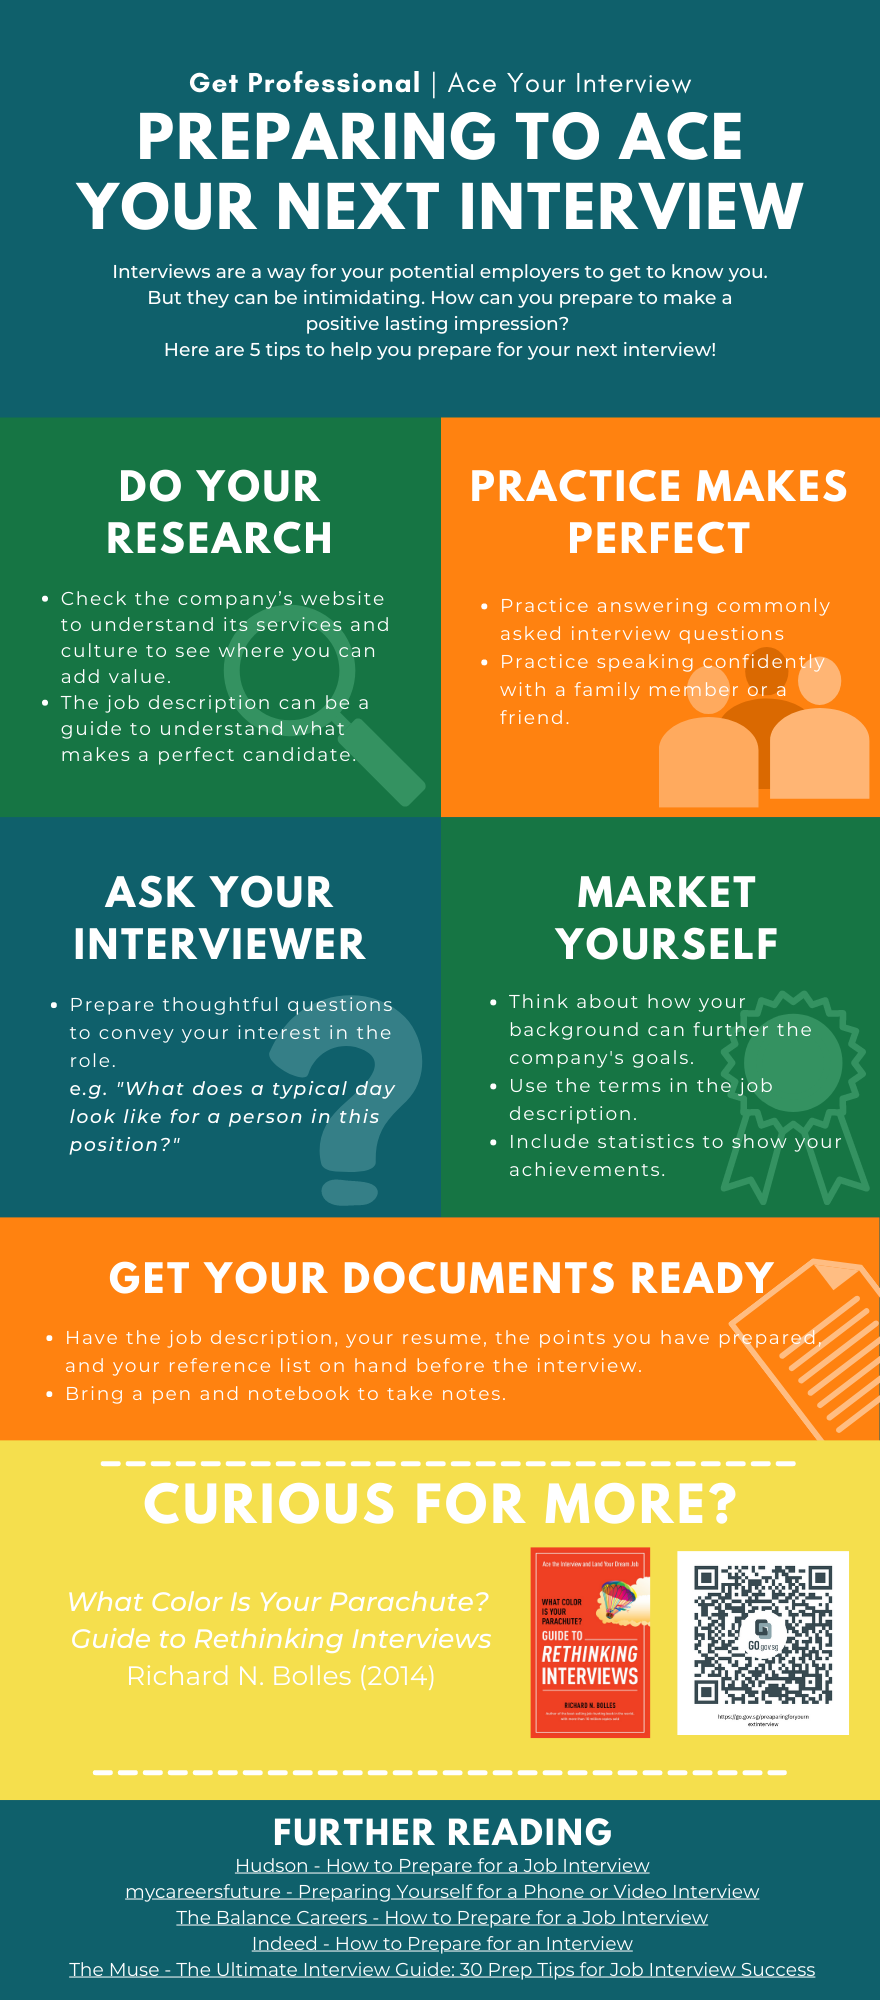 Get Professional | Ace Your Interview
PREPARING TO ACE
YOUR NEXT INTERVIEW
Interviews are a way for your potential employers to get to know you.
But they can be intimidating. How can you prepare to make a
positive lasting impression?
Here are 5 tips to help you prepare for your next interview!
DO YOUR
RESEARCH
• Check the company's website
to understand its services and
culture to see where you can
add value.
• The job description can be a
guide to understand what
makes a perfect candidate.
PRACTICE MAKES
PERFECT
• Practice answering commonly
asked interview questions
• Practice speaking confidently
with a family member or a
friend.
ASK YOUR
INTERVIEWER
• Prepare thoughtful questions
to convey your interest in the
role.
e.g. "What does a typical day
look like for a person in this
position?"
MARKET
YOURSELF
• Think about how your
background can further the
company's goals.
• Use the terms in the job
description.
• Include statistics to show your
achievements.
GET YOUR DOCUMENTS READY
• Have the job description, your resume, the points you have prepared,
and your reference list on hand before the interview.
• Bring a pen and notebook to take notes.
CURIOUS FOR MORE?
What Color Is Your Parachute?
Guide to Rethinking Interviews
Richard N. Bolles (2014)
Ace the Interview and Land Your Dream Job
WHAT COLOR
IS YOUR
PARACHUTE?
GUIDE TO
RETHINKING
INTERVIEWS
RICHARD N. BOLLES
GO gov.sg
https://go.gov.sg/preaparingforyourn
extinterview
FURTHER READING
Hudson - How to Prepare for a Job Interview
mycareersfuture - Preparing Yourself for a Phone or Video Interview
The Balance Careers - How to Prepare for a Job Interview
Indeed - How to Prepare for an Interview
The Muse - The Ultimate Interview Guide: 30 Prep Tips for Job Interview Success